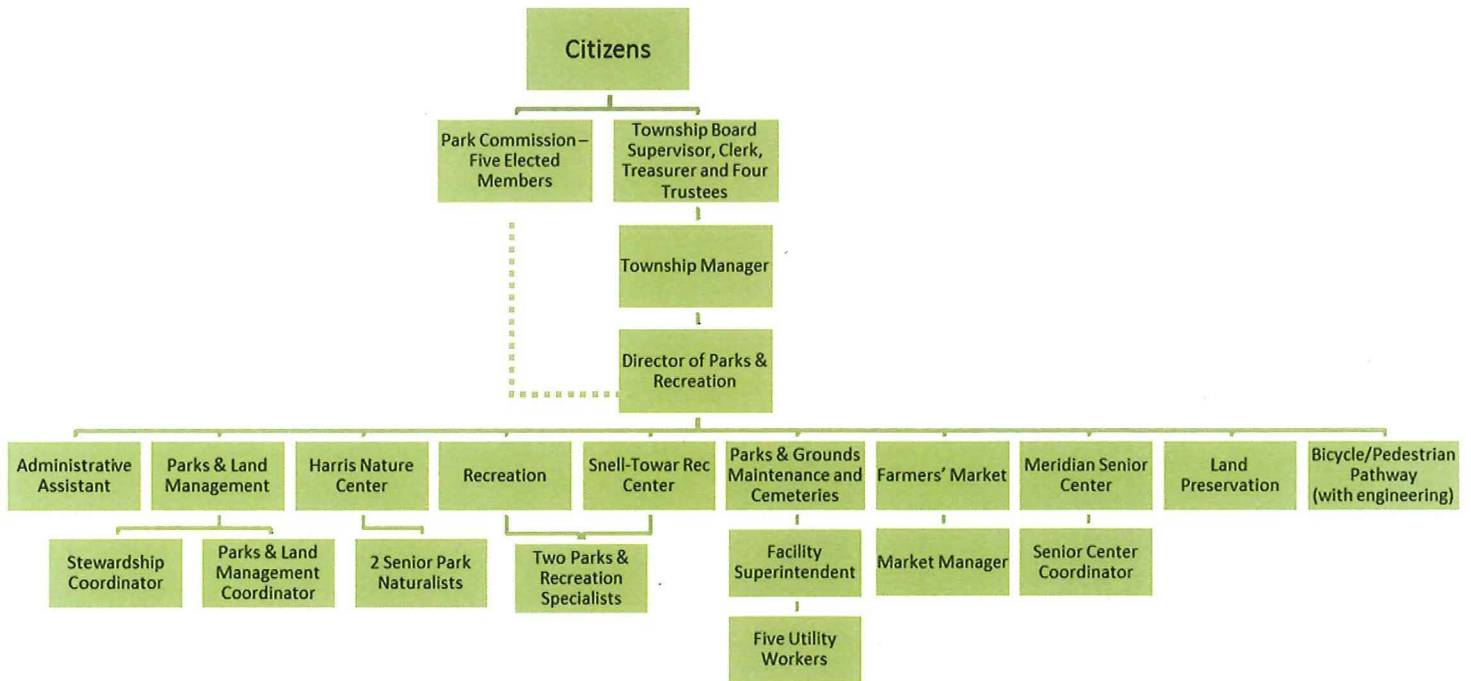 Citizens
Park Commission –
Five Elected
Members
Township Board
Supervisor, Clerk,
Treasurer and Four
Trustees
Township Manager
Director of Parks &
Recreation
Administrative
Assistant
Parks & Land
Management
Harris Nature
Center
Recreation
Snell-Towar Rec
Center
Parks & Grounds
Maintenance and
Cemeteries
Farmers' Market
Meridian Senior
Center
Land
Preservation
Bicycle/Pedestrian
Pathway
(with engineering)
Stewardship
Coordinator
Parks & Land
Management
Coordinator
2 Senior Park
Naturalists
Two Parks &
Recreation
Specialists
Facility
Superintendent
Market Manager
Senior Center
Coordinator
Five Utility
Workers